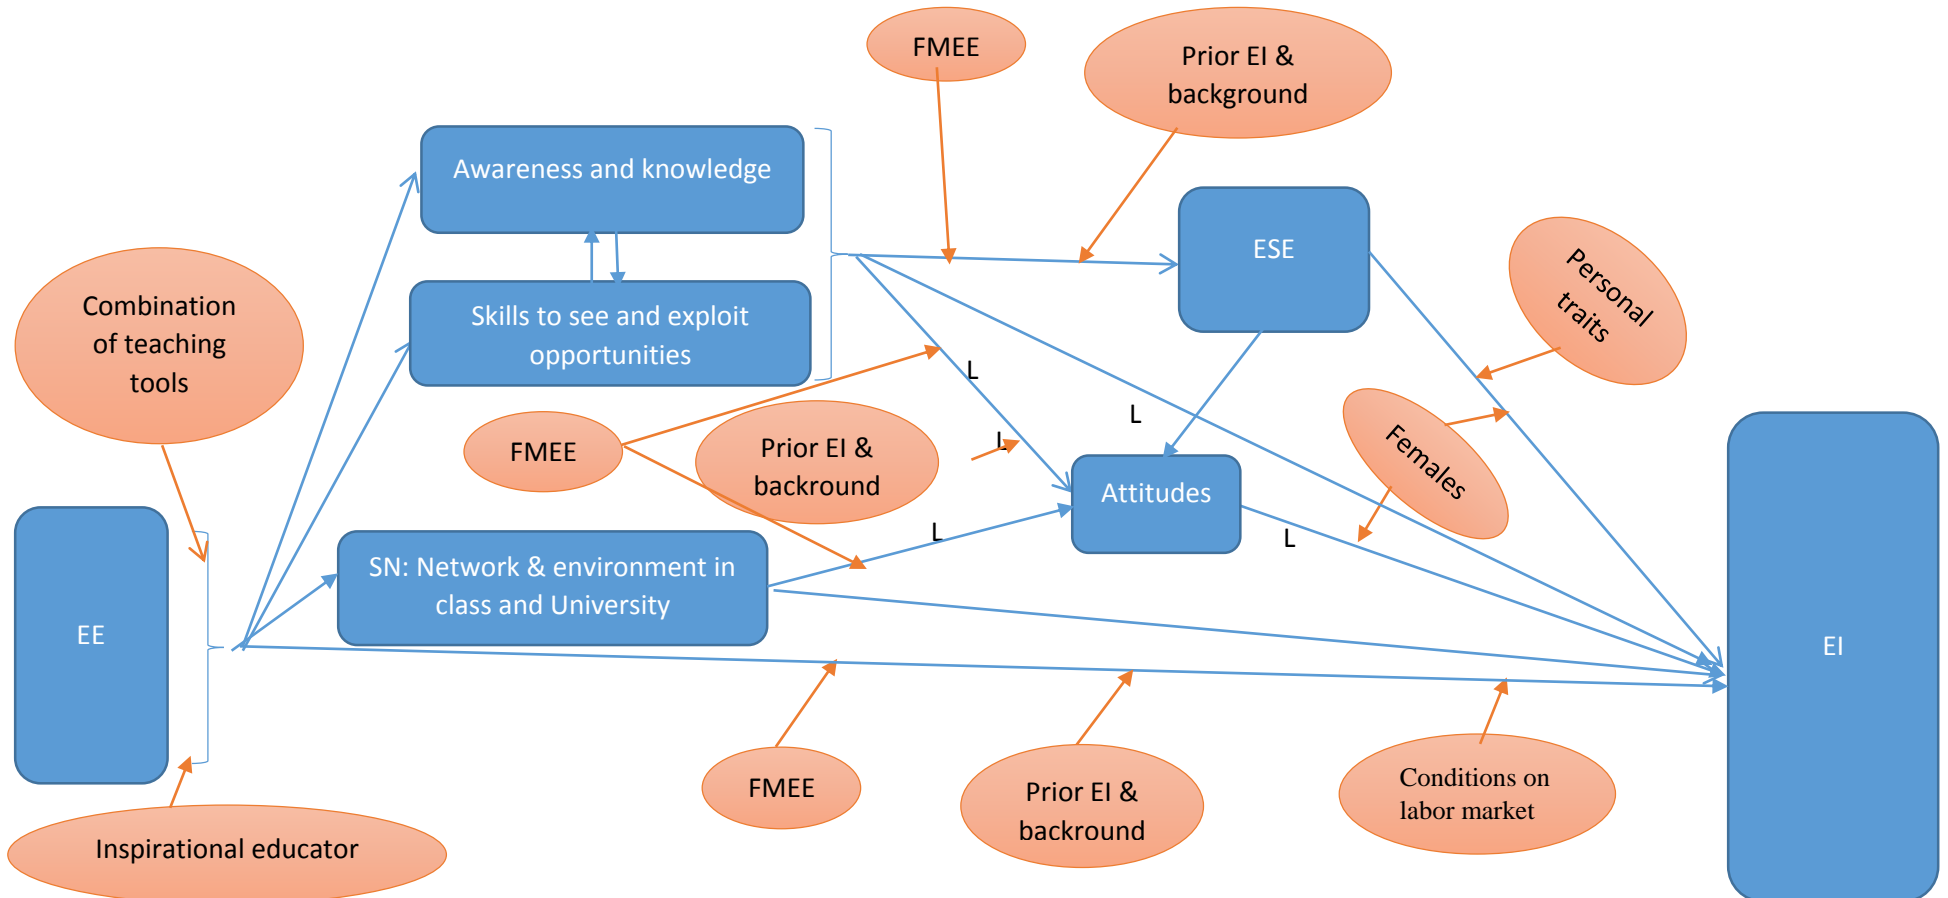 FMEE
Prior EI &
background
Awareness and knowledge
ESE
Personal
traits
Combination
of teaching
tools
Skills to see and exploit
opportunities
L
L
L
FMEE
Prior EI &
backround
Attitudes
Females
L
L
SN: Network & environment in
class and University
EE
EI
FMEE
Prior EI &
backround
Conditions on
labor market
Inspirational educator